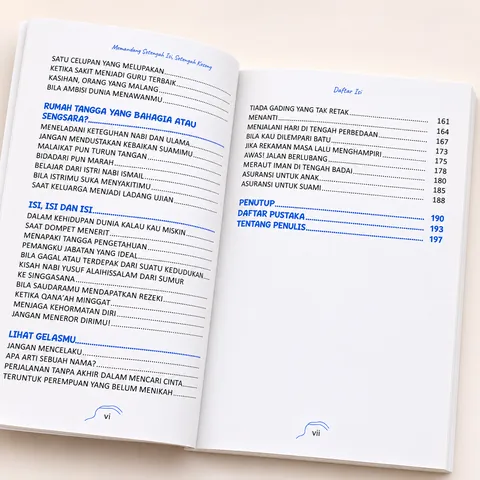 Memandang Setengah Isi, Setengah Kosong
SATU CELUPAN YANG MELUPAKAN
KETIKA SAKIT MENJADI GURU TERBAIK
KASIHAN, ORANG YANG MALANG
BILA AMBISI DUNIA MENAWANMU
RUMAH TANGGA YANG BAHAGIA ATAU
SENGSARA?
MENELADANI KETEGUHAN NABI DAN ULAMA
JANGAN MENDUSTAKAN KEBAIKAN SUAMIMU
MALAIKAT PUN TURUN TANGAN
BIDADARI PUN MARAH
BELAJAR DARI ISTRI NABI ISMAIL
BILA ISTRIMU SUKA MENYAKITIMU
SAAT KELUARGA MENJADI LADANG UJIAN
ISI, ISI DAN ISI
DALAM KEHIDUPAN DUNIA KALAU KAU MISKIN
SAAT DOMPET MENERIT
MENAPAKI TANGGA PENGETAHUAN
PEMANGKU JABATAN YANG IDEAL
BILA GAGAL ATAU TERDEPAK DARI SUATU KEDUDUKAN
KISAH NABI YUSUF ALAIHISSALAM DARI SUMUR
KE SINGGASANA
BILA SAUDARAMU MENDAPATKAN REZEKI
KETIKA QANA'AH MINGGAT
MENJAGA KEHORMATAN DIRI
JANGAN MENEROR DIRIMU!
LIHAT GELASMU
JANGAN MENCELAKU
APA ARTI SEBUAH NAMA?
PERJALANAN TANPA AKHIR DALAM MENCARI CINTA
TERUNTUK PEREMPUAN YANG BELUM MENIKAH
vi
Daftar Isi
TIADA GADING YANG TAK RETAK 161
MENANTI 164
MENJALANI HARI DI TENGAH PERBEDAAN 167
BILA KAU DILEMPARI BATU 173
JIKA REKAMAN MASA LALU MENGHAMPIRI 175
AWAS! JALAN BERLUBANG 178
MERAUT IMAN DI TENGAH BADAI 180
ASURANSI UNTUK ANAK 185
ASURANSI UNTUK SUAMI 188
PENUTUP 190
DAFTAR PUSTAKA 193
TENTANG PENULIS 197
vii